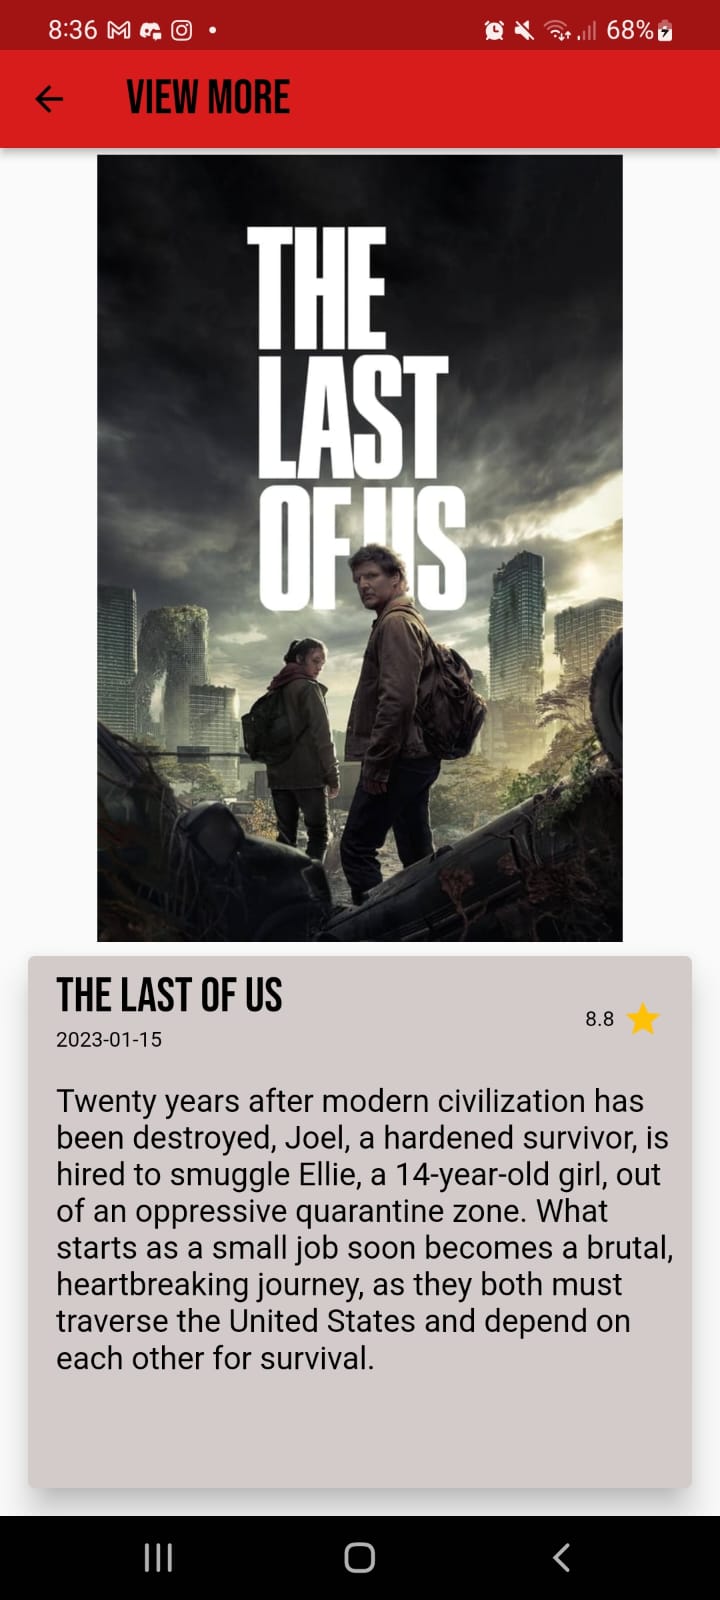 8:36
68%
VIEW MORE
THE
LAST
OF US
THE LAST OF US
2023-01-15
8.8
Twenty years after modern civilization has
been destroyed, Joel, a hardened survivor, is
hired to smuggle Ellie, a 14-year-old girl, out
of an oppressive quarantine zone. What
starts as a small job soon becomes a brutal,
heartbreaking journey, as they both must
traverse the United States and depend on
each other for survival.